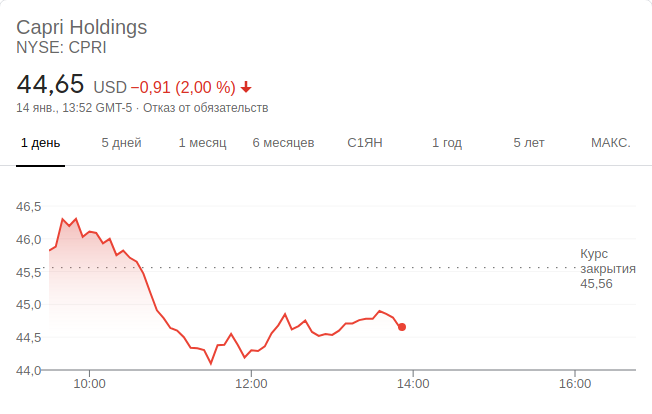 Capri Holdings
NYSE: CPRI
44,65 USD −0,91 (2,00 %)
14 янв., 13:52 GMT-5 · Отказ от обязательств
1 день 5 дней 1 месяц 6 месяцев С1ЯН 1 год 5 лет МАКС.
46,5
46,0
45,5
45,0
44,5
44,0
Курс
закрытия
45,56
10:00 12:00 14:00 16:00